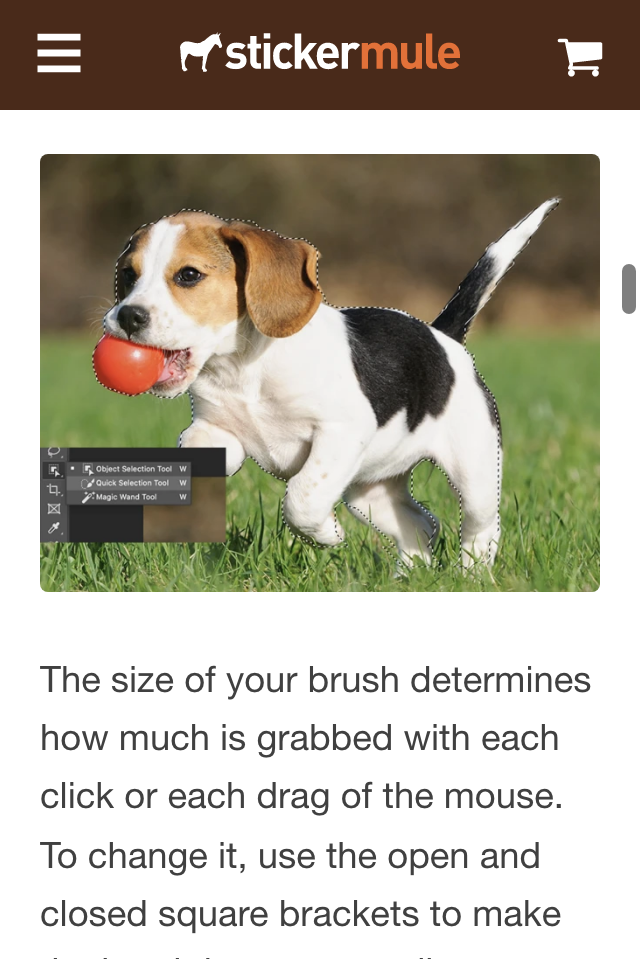 stickermule
Object Selection Tool W
Quick Selection Tool W
Magic Wand Tool W
The size of your brush determines
how much is grabbed with each
click or each drag of the mouse.
To change it, use the open and
closed square brackets to make